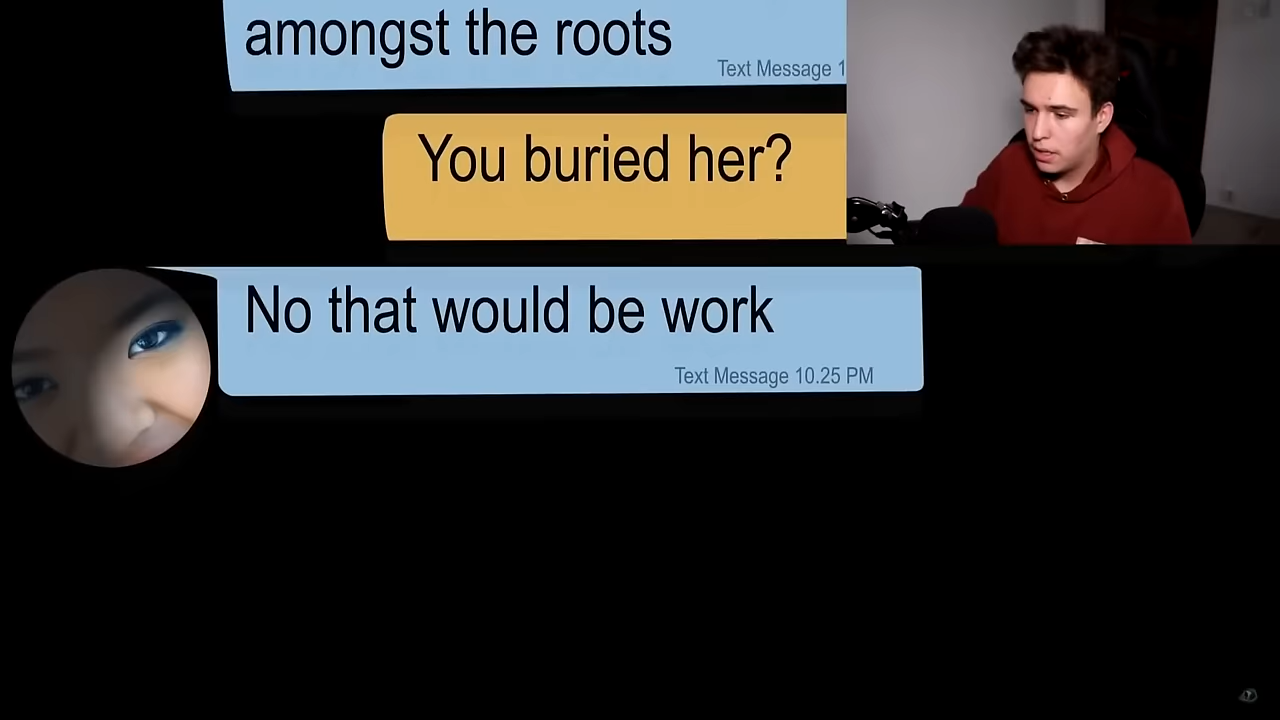 amongst the roots
Text Message 1
You buried her?
No that would be work
Text Message 10.25 PM